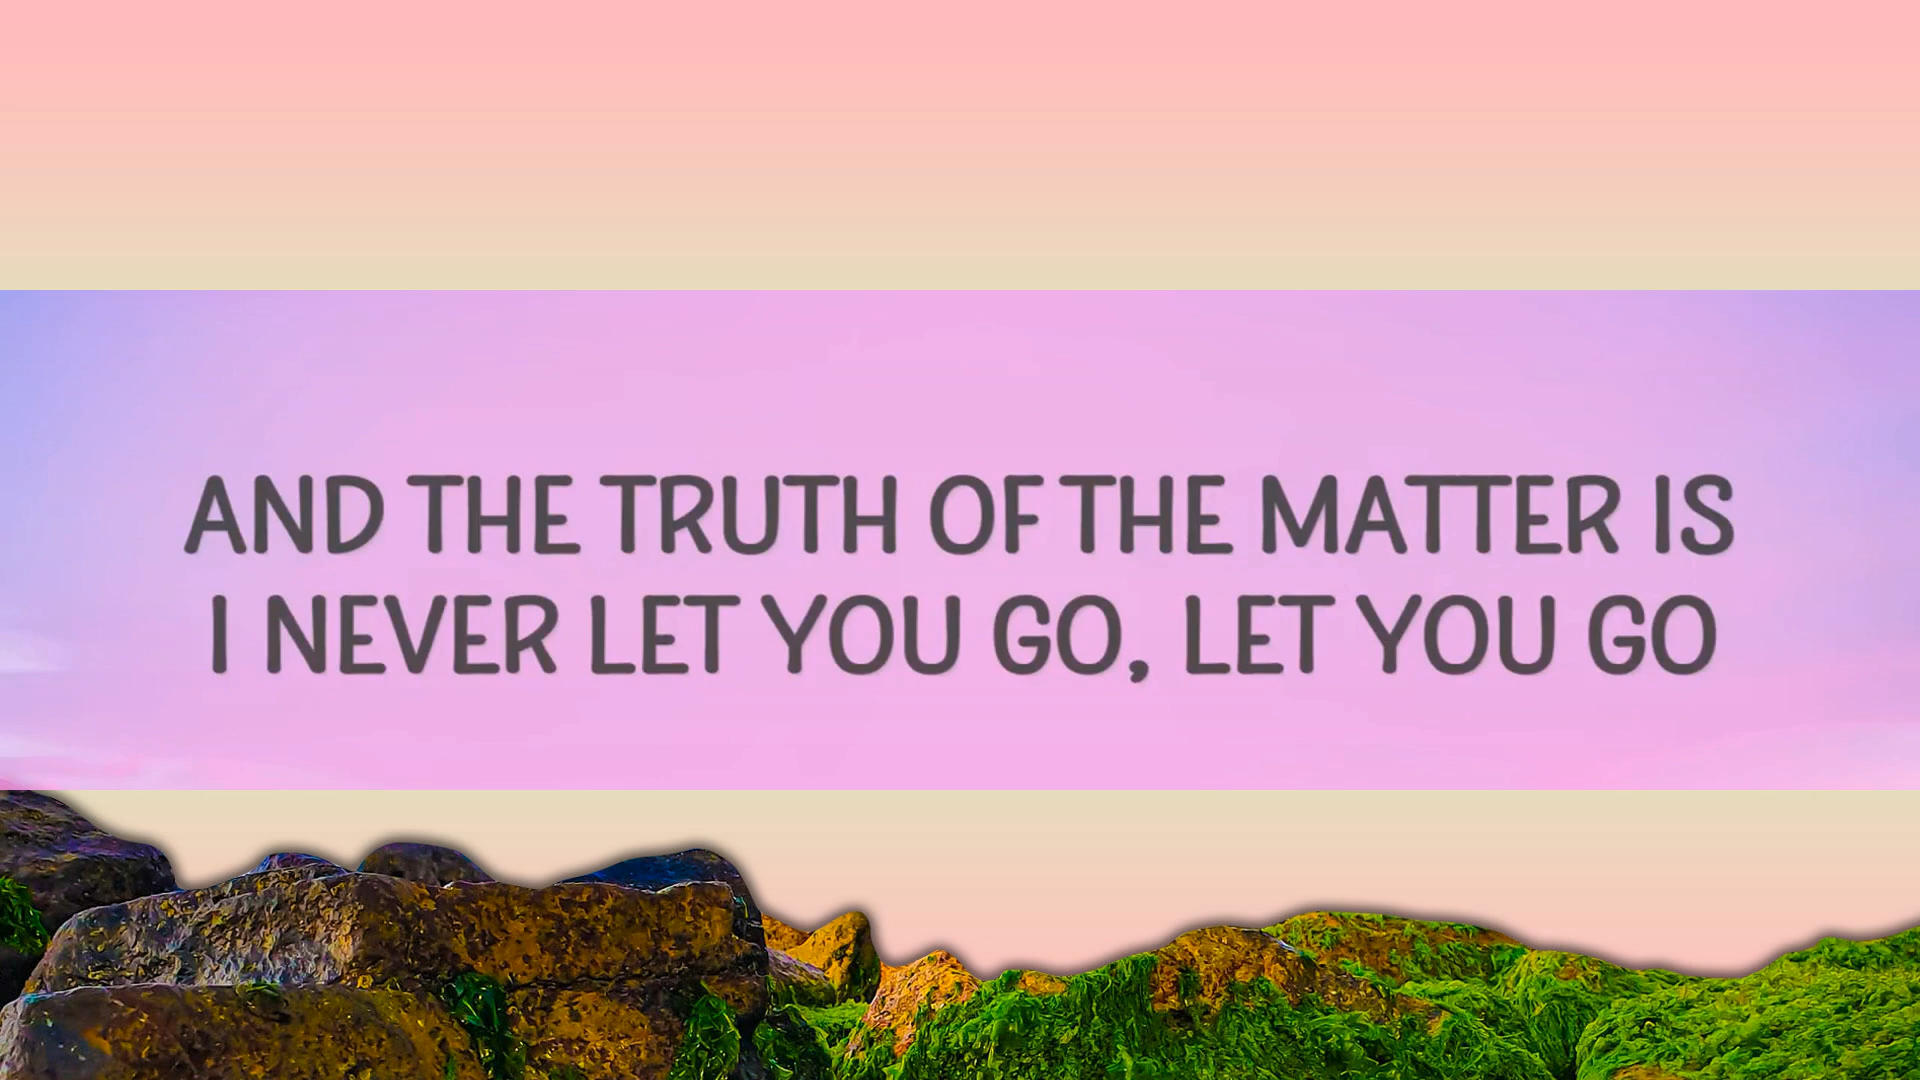 AND THE TRUTH OF THE MATTER IS
I NEVER LET YOU GO, LET YOU GO